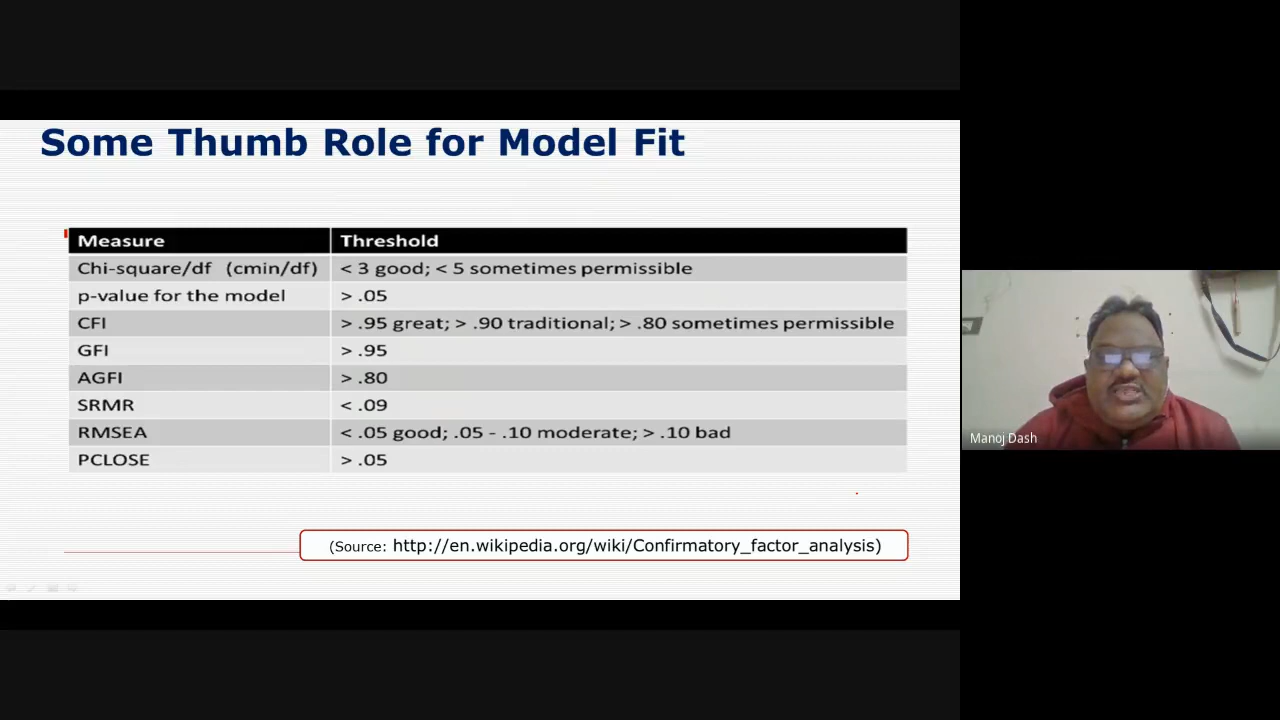 Some Thumb Role for Model Fit
Measure Threshold
Chi-square/df (cmin/df) < 3 good; < 5 sometimes permissible
p-value for the model > .05
CFI > .95 great; > .90 traditional; > .80 sometimes permissible
GFI > .95
AGFI > .80
SRMR < .09
RMSEA < .05 good; .05 - .10 moderate; > .10 bad
PCLOSE > .05
(Source: http://en.wikipedia.org/wiki/Confirmatory_factor_analysis)
Manoj Dash